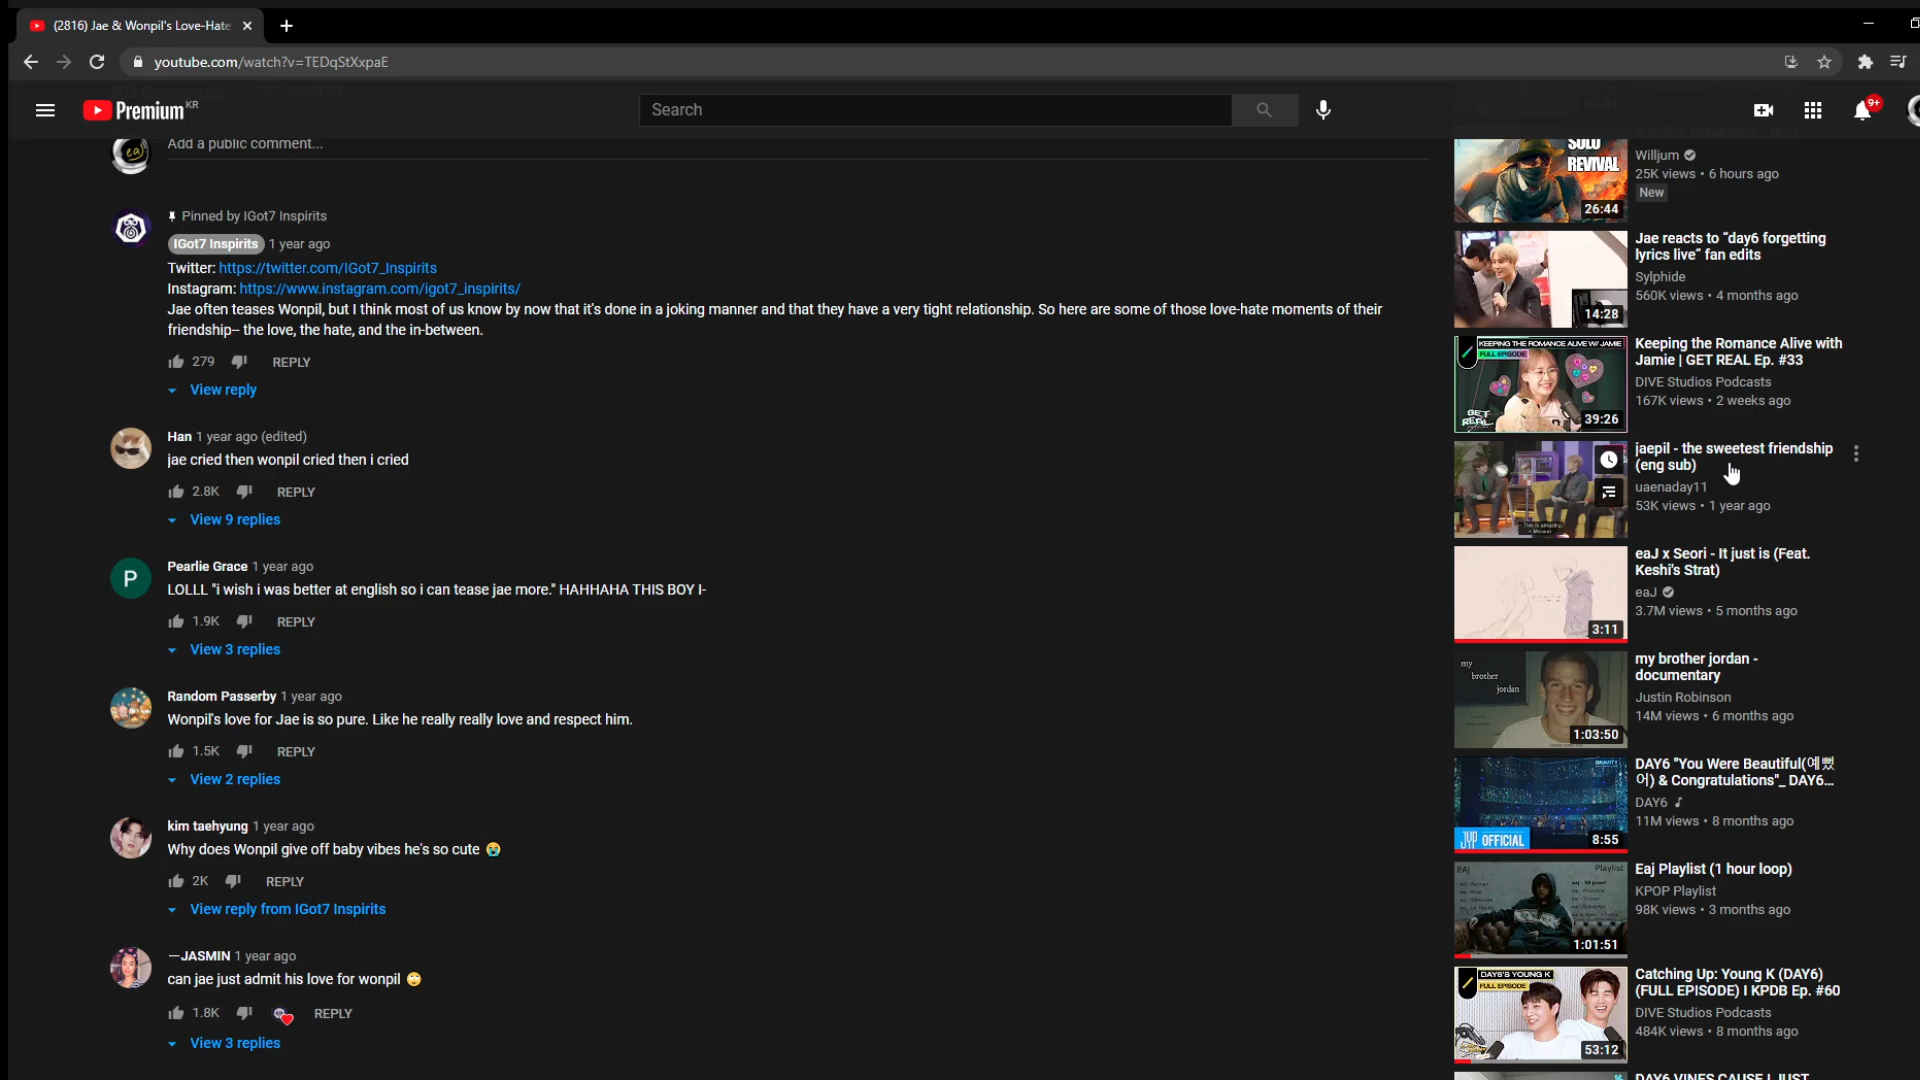 (2816) Jae & Wonpil's Love-Hate
youtube.com/watch?v=TEDqStXxpaE
Premium KR
Search
9+
Add a public comment...
Pinned by IGot7 Inspirits
IGot7 Inspirits 1 year ago
Twitter: https://twitter.com/IGot7_Inspirits
Instagram: https://www.instagram.com/igot7_inspirits/
Jae often teases Wonpil, but I think most of us know by now that it's done in a joking manner and that they have a very tight relationship. So here are some of those love-hate moments of their
friendship-- the love, the hate, and the in-between.
279 REPLY
View reply
Han 1 year ago (edited)
jae cried then wonpil cried then i cried
2.8K REPLY
View 9 replies
P
Pearlie Grace 1 year ago
LOLLL "i wish i was better at english so i can tease jae more." HAHHAHA THIS BOY I-
1.9K REPLY
View 3 replies
Random Passerby 1 year ago
Wonpil's love for Jae is so pure. Like he really really love and respect him.
1.5K REPLY
View 2 replies
kim taehyung 1 year ago
Why does Wonpil give off baby vibes he's so cute 😭
2K REPLY
View reply from IGot7 Inspirits
—JASMIN 1 year ago
can jae just admit his love for wonpil 🙄
1.8K REPLY
View 3 replies
SOLO
REVIVAL
26:44
Willjum
25K views • 6 hours ago
New
14:28
Jae reacts to "day6 forgetting
lyrics live" fan edits
Sylphide
560K views • 4 months ago
KEEPING THE ROMANCE ALIVE W/ JAMIE
FULL EPISODE
GET
REAL
39:26
Keeping the Romance Alive with
Jamie | GET REAL Ep. #33
DIVE Studios Podcasts
167K views • 2 weeks ago
jaepil - the sweetest friendship
(eng sub)
uaenaday11
53K views • 1 year ago
3:11
eaJ x Seori - It just is (Feat.
Keshi's Strat)
eaJ
3.7M views • 5 months ago
my
brother
jordan
1:03:50
my brother jordan -
documentary
Justin Robinson
14M views • 6 months ago
GRAVITY
JYP OFFICIAL
8:55
DAY6 "You Were Beautiful(예뻤
어) & Congratulations"_ DAY6...
DAY6
11M views • 8 months ago
EAJ
Playlist
1:01:51
Eaj Playlist (1 hour loop)
KPOP Playlist
98K views • 3 months ago
DAY6'S YOUNG K
FULL EPISODE
53:12
Catching Up: Young K (DAY6)
(FULL EPISODE) I KPDB Ep. #60
DIVE Studios Podcasts
484K views • 8 months ago
DAY6 VINES CAUSE I JUST